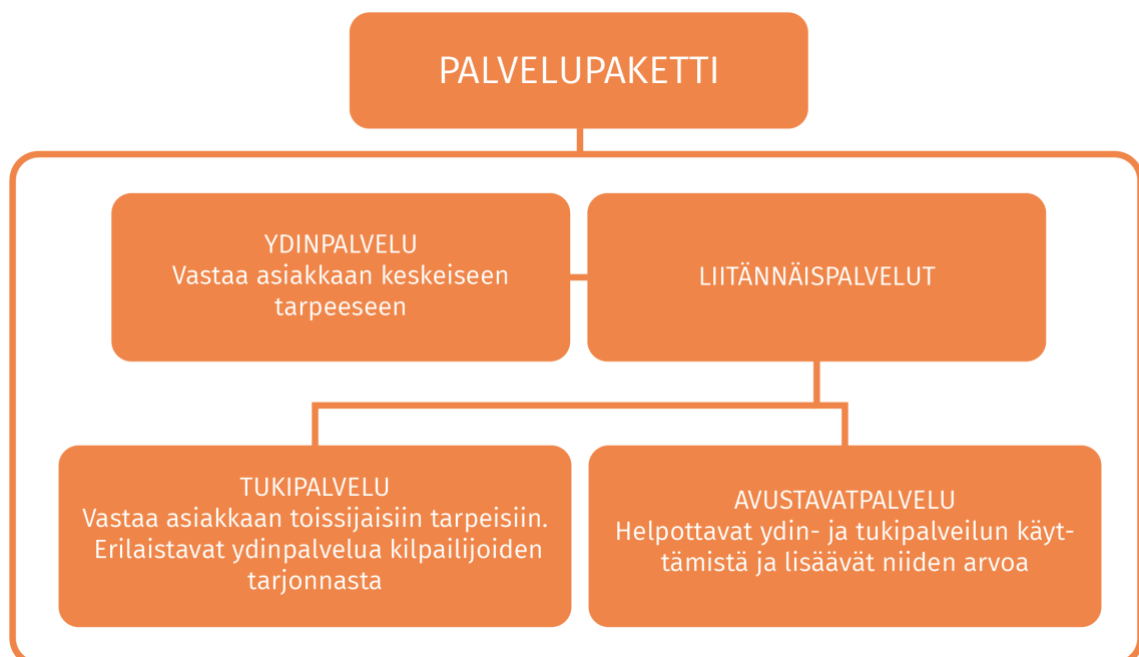 PALVELUPAKETTI
YDINPALVELU
Vastaa asiakkaan keskeiseen
tarpeeseen
LIITÄNNÄISPALVELUT
TUKIPALVELU
Vastaa asiakkaan toissijaisiin tarpeisiin.
Erilaistavat ydinpalvelua kilpailijoiden
tarjonnasta
AVUSTAVATPALVELU
Helpottavat ydin- ja tukipalveilun käyt-
tämistä ja lisäävät niiden arvoa